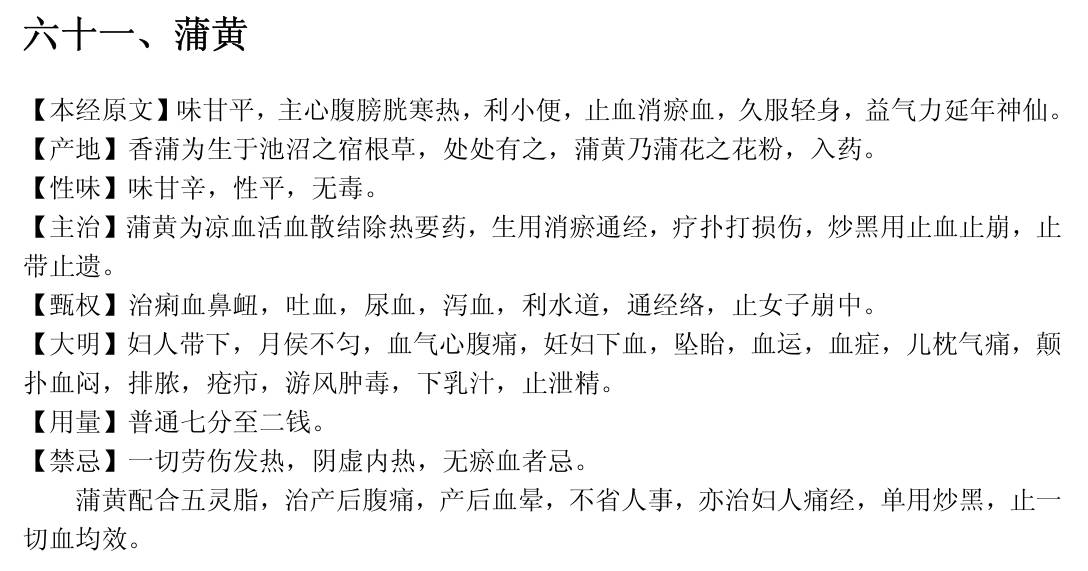 六十一、蒲黄
【本经原文】味甘平，主心腹膀胱寒热，利小便，止血消瘀血，久服轻身，益气力延年神仙。
【产地】香蒲为生于池沼之宿根草，处处有之，蒲黄乃蒲花之花粉，入药。
【性味】味甘辛，性平，无毒。
【主治】蒲黄为凉血活血散结除热要药，生用消瘀通经，疗扑打损伤，炒黑用止血止崩，止
带止遗。
【甄权】治痢血鼻衄，吐血，尿血，泻血，利水道，通经络，止女子崩中。
【大明】妇人带下，月侯不匀，血气心腹痛，妊妇下血，坠眙，血运，血症，儿枕气痛，颠
扑血闷，排脓，疮疖，游风肿毒，下乳汁，止泄精。
【用量】普通七分至二钱。
【禁忌】一切劳伤发热，阴虚内热，无瘀血者忌。
蒲黄配合五灵脂，治产后腹痛，产后血晕，不省人事，亦治妇人痛经，单用炒黑，止一
切血均效。